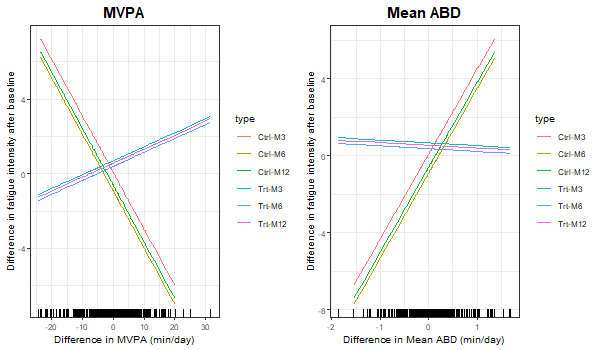 MVPA
Difference in fatigue intensity after baseline
4
0
-4
-20
-10
0
10
20
30
Difference in MVPA (min/day)
type
Ctrl-M3
Ctrl-M6
Ctrl-M12
Trt-M3
Trt-M6
Trt-M12
Mean ABD
Difference in fatigue intensity after baseline
4
0
-4
-8
-2
-1
0
1
Difference in Mean ABD (min/day)
type
Ctrl-M3
Ctrl-M6
Ctrl-M12
Trt-M3
Trt-M6
Trt-M12